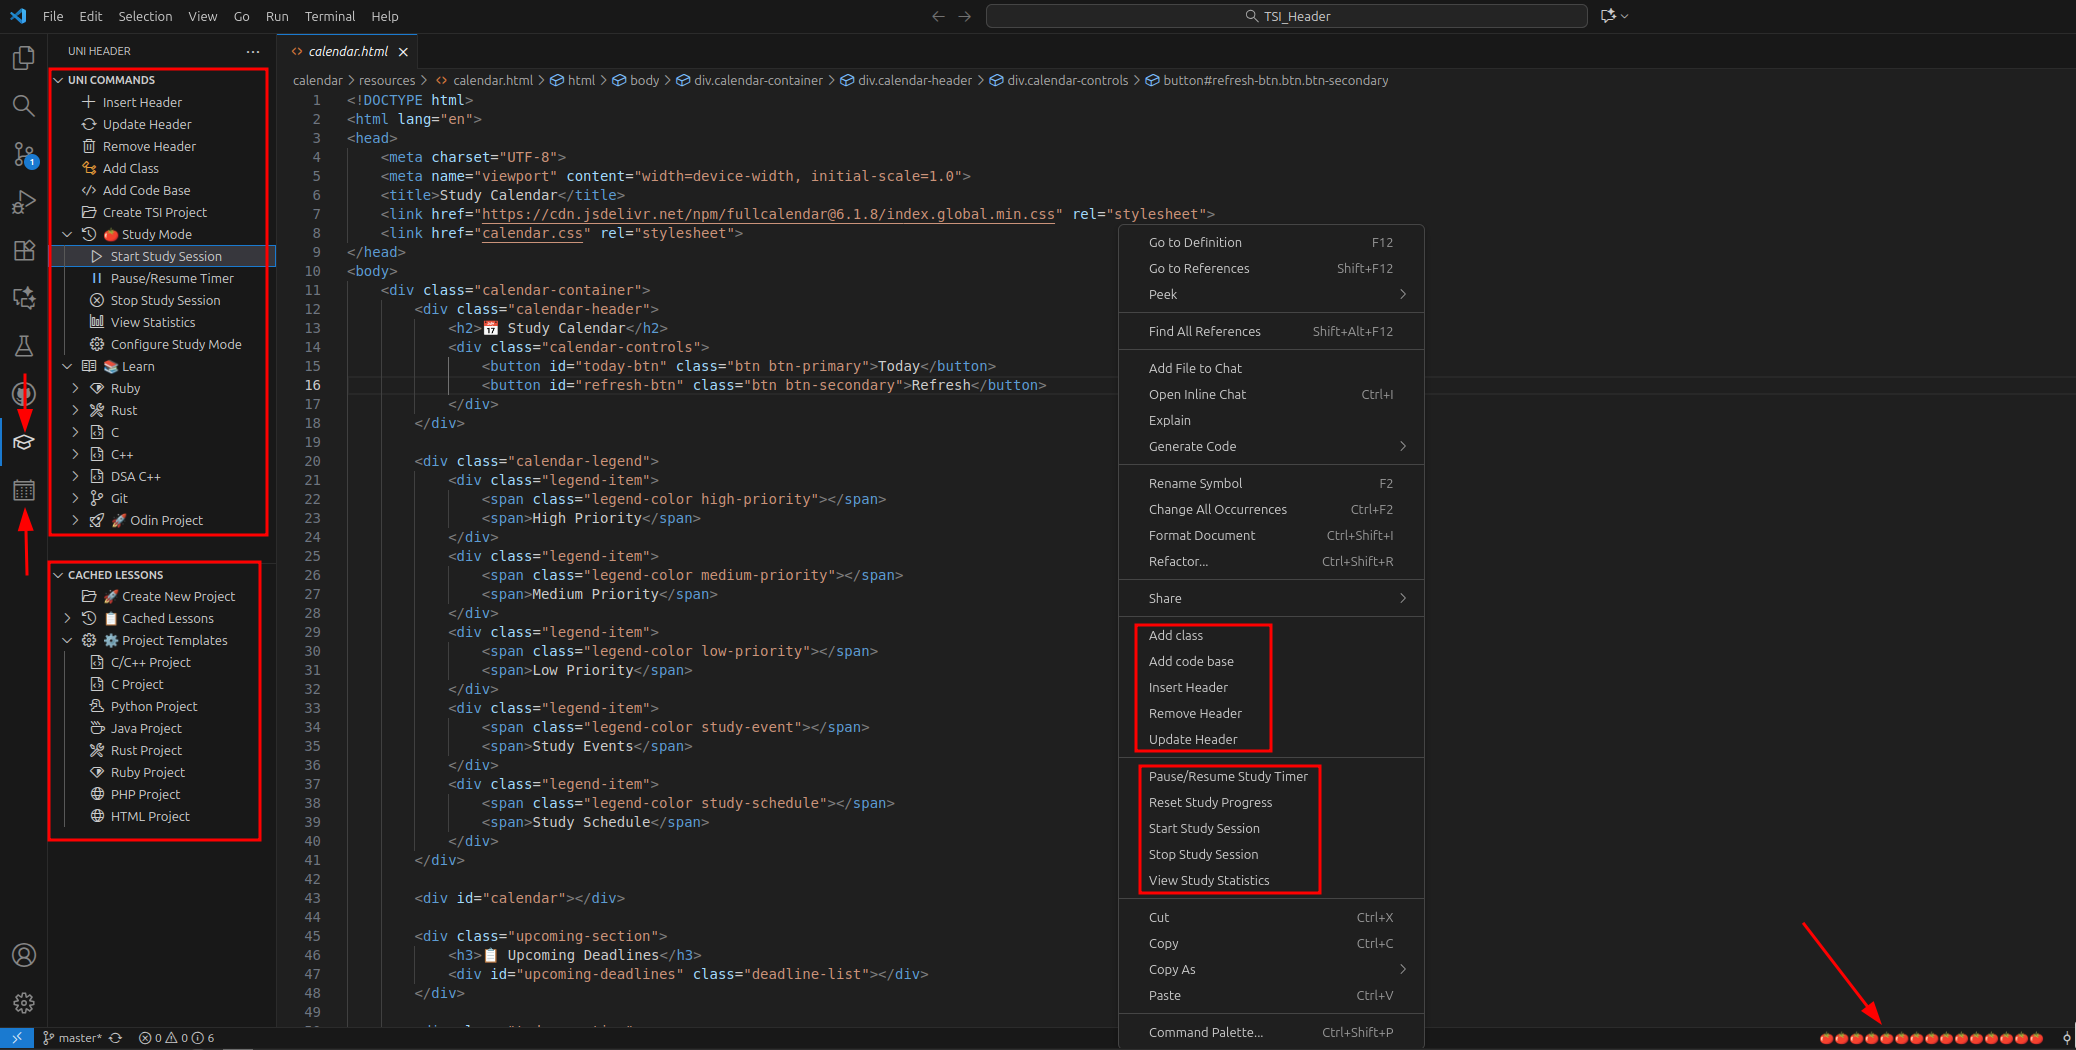 File Edit Selection View Go Run Terminal Help
TSI_Header
UNI HEADER
calendar.html
UNI COMMANDS
Insert Header
Update Header
Remove Header
Add Class
Add Code Base
Create TSI Project
🍅 Study Mode
Start Study Session
Pause/Resume Timer
Stop Study Session
View Statistics
Configure Study Mode
📚 Learn
Ruby
Rust
C
C++
DSA C++
Git
🚀 Odin Project
CACHED LESSONS
🚀 Create New Project
📋 Cached Lessons
⚙️ Project Templates
C/C++ Project
C Project
Python Project
Java Project
Rust Project
Ruby Project
PHP Project
HTML Project
1
calendar > resources > calendar.html > html > body > div.calendar-container > div.calendar-header > div.calendar-controls > button#refresh-btn.btn.btn-secondary
1 <!DOCTYPE html>
2 <html lang="en">
3 <head>
4 <meta charset="UTF-8">
5 <meta name="viewport" content="width=device-width, initial-scale=1.0">
6 <title>Study Calendar</title>
7 <link href="https://cdn.jsdelivr.net/npm/fullcalendar@6.1.8/index.global.min.css" rel="stylesheet">
8 <link href="calendar.css" rel="stylesheet">
9 </head>
10 <body>
11 <div class="calendar-container">
12 <div class="calendar-header">
13 <h2>📅 Study Calendar</h2>
14 <div class="calendar-controls">
15 <button id="today-btn" class="btn btn-primary">Today</button>
16 <button id="refresh-btn" class="btn btn-secondary">Refresh</button>
17 </div>
18 </div>
19
20 <div class="calendar-legend">
21 <div class="legend-item">
22 <span class="legend-color high-priority"></span>
23 <span>High Priority</span>
24 </div>
25 <div class="legend-item">
26 <span class="legend-color medium-priority"></span>
27 <span>Medium Priority</span>
28 </div>
29 <div class="legend-item">
30 <span class="legend-color low-priority"></span>
31 <span>Low Priority</span>
32 </div>
33 <div class="legend-item">
34 <span class="legend-color study-event"></span>
35 <span>Study Events</span>
36 </div>
37 <div class="legend-item">
38 <span class="legend-color study-schedule"></span>
39 <span>Study Schedule</span>
40 </div>
41 </div>
42
43 <div id="calendar"></div>
44
45 <div class="upcoming-section">
46 <h3>📋 Upcoming Deadlines</h3>
47 <div id="upcoming-deadlines" class="deadline-list"></div>
48 </div>
49
Go to Definition F12
Go to References Shift+F12
Peek
Find All References Shift+Alt+F12
Add File to Chat
Open Inline Chat Ctrl+I
Explain
Generate Code
Rename Symbol F2
Change All Occurrences Ctrl+F2
Format Document Ctrl+Shift+I
Refactor... Ctrl+Shift+R
Share
Add class
Add code base
Insert Header
Remove Header
Update Header
Pause/Resume Study Timer
Reset Study Progress
Start Study Session
Stop Study Session
View Study Statistics
Cut Ctrl+X
Copy Ctrl+C
Copy As
Paste Ctrl+V
Command Palette... Ctrl+Shift+P
master* 0 0 6